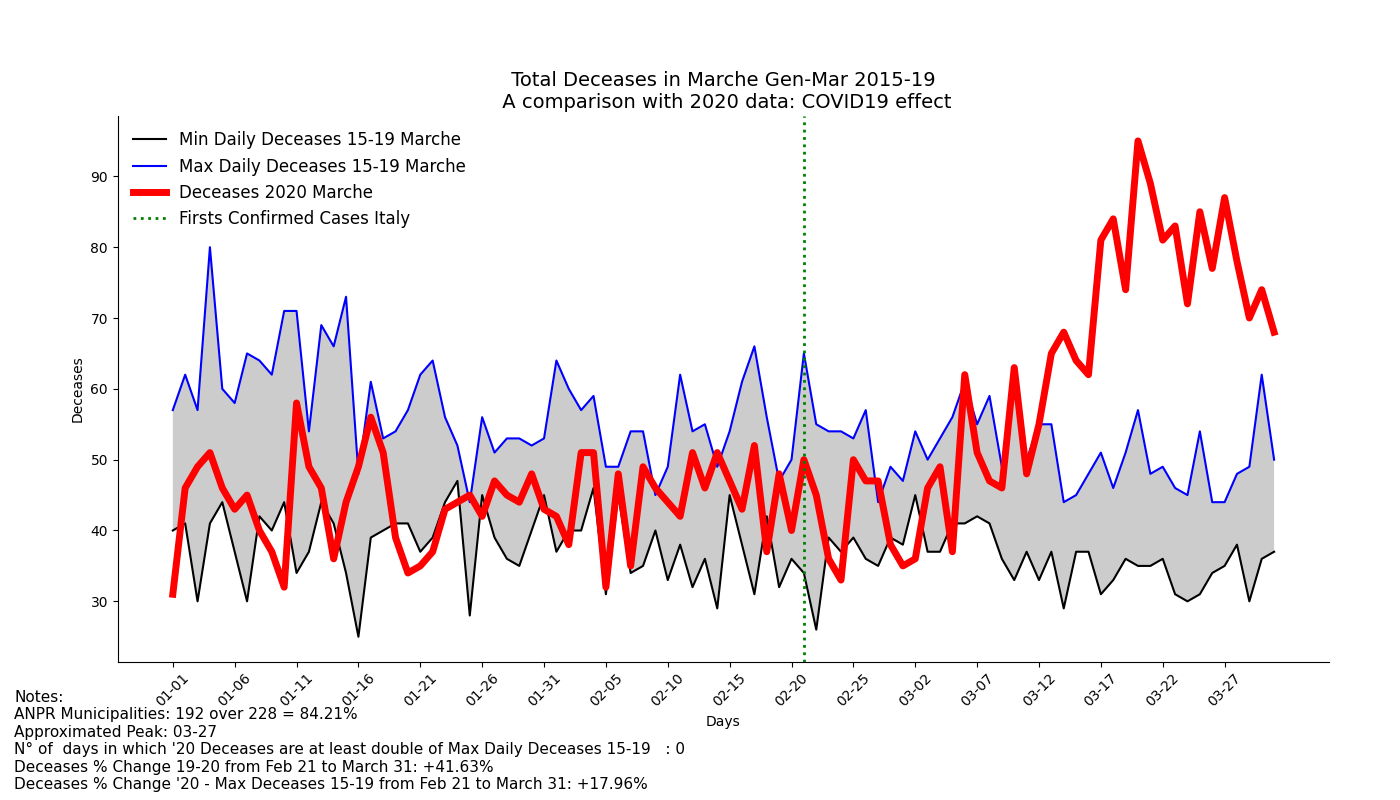 Total Deceases in Marche Gen-Mar 2015-19
A comparison with 2020 data: COVID19 effect
Min Daily Deceases 15-19 Marche
Max Daily Deceases 15-19 Marche
Deceases 2020 Marche
Firsts Confirmed Cases Italy
Deceases
90
80
70
60
50
40
30
01-01
01-06
01-11
01-16
01-21
01-26
01-31
02-05
02-10
02-15
02-20
02-25
03-02
03-07
03-12
03-17
03-22
03-27
Days
Notes:
ANPR Municipalities: 192 over 228 = 84.21%
Approximated Peak: 03-27
N° of  days in which '20 Deceases are at least double of Max Daily Deceases 15-19   : 0
Deceases % Change 19-20 from Feb 21 to March 31: +41.63%
Deceases % Change '20 - Max Deceases 15-19 from Feb 21 to March 31: +17.96%